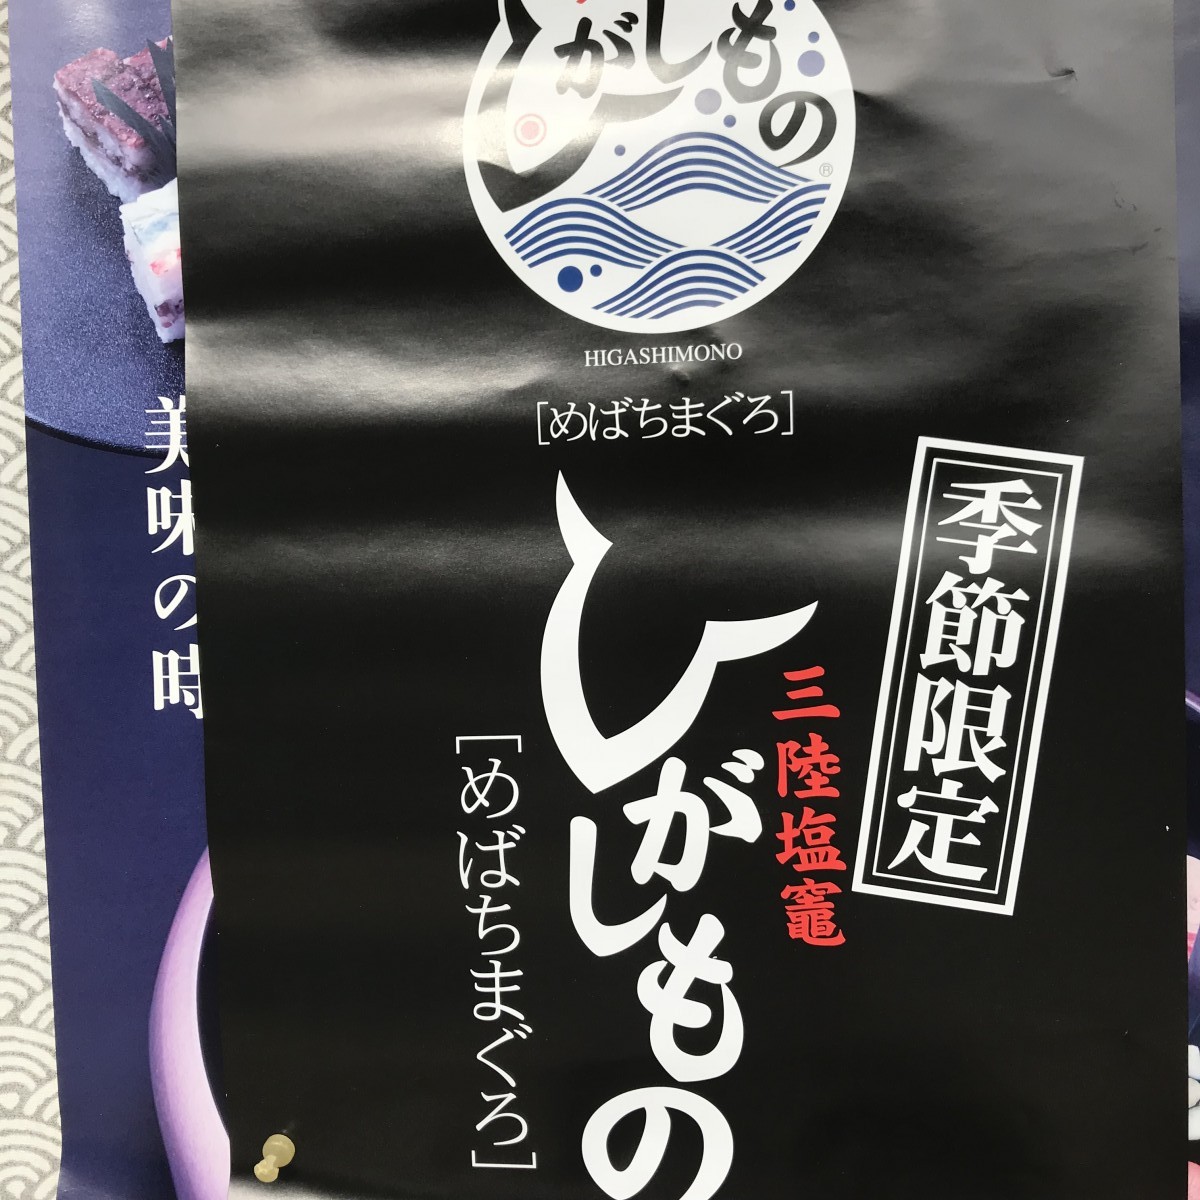 がしもの
®
HIGASHIMONO
[めばちまぐろ]
季節限定
三陸塩竈
ひがしもの
[めばちまぐろ]
美味の時